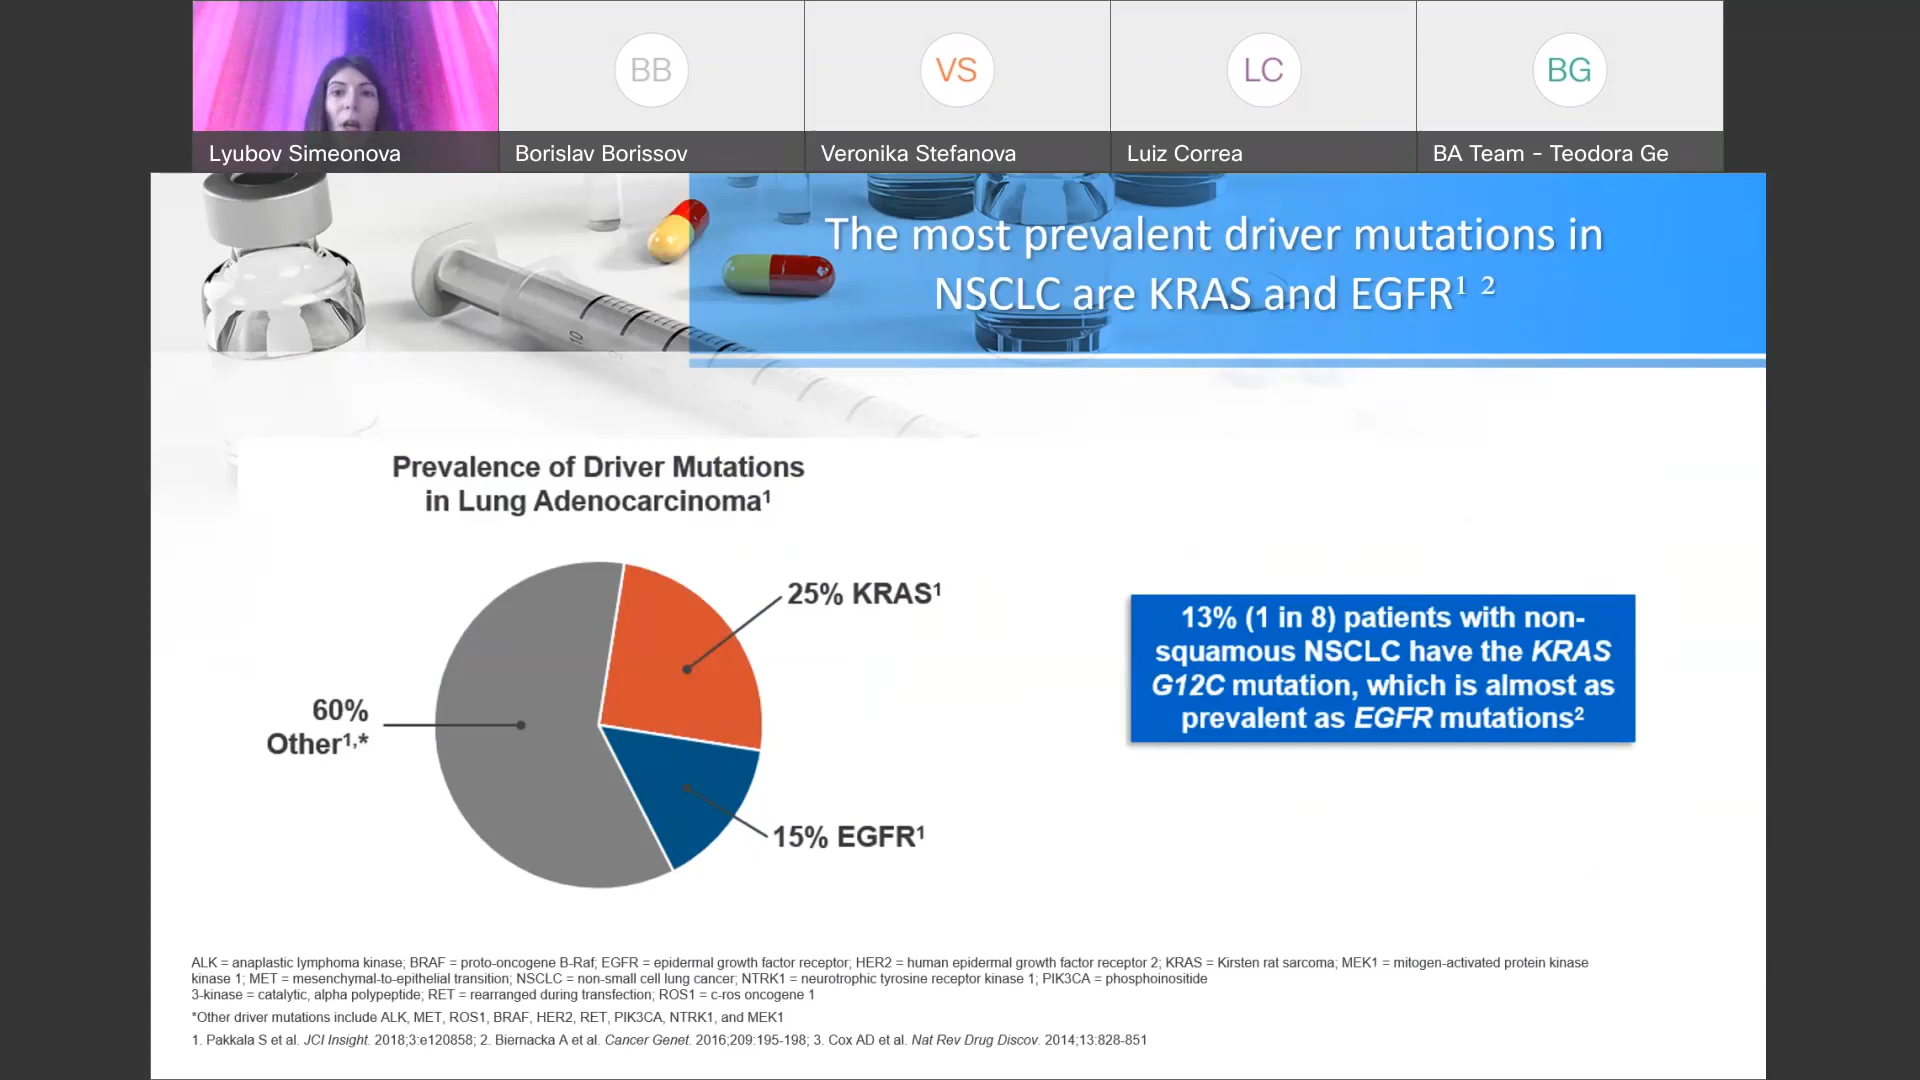 BB
VS
LC
BG
Lyubov Simeonova
Borislav Borissov
Veronika Stefanova
Luiz Correa
BA Team - Teodora Ge
The most prevalent driver mutations in
NSCLC are KRAS and EGFR¹ ²
Prevalence of Driver Mutations
in Lung Adenocarcinoma¹
25% KRAS¹
60%
Other¹,*
15% EGFR¹
13% (1 in 8) patients with non-
squamous NSCLC have the KRAS
G12C mutation, which is almost as
prevalent as EGFR mutations²
ALK = anaplastic lymphoma kinase; BRAF = proto-oncogene B-Raf; EGFR = epidermal growth factor receptor; HER2 = human epidermal growth factor receptor 2; KRAS = Kirsten rat sarcoma; MEK1 = mitogen-activated protein kinase
kinase 1; MET = mesenchymal-to-epithelial transition; NSCLC = non-small cell lung cancer; NTRK1 = neurotrophic tyrosine receptor kinase 1; PIK3CA = phosphoinositide
3-kinase = catalytic, alpha polypeptide; RET = rearranged during transfection; ROS1 = c-ros oncogene 1
*Other driver mutations include ALK, MET, ROS1, BRAF, HER2, RET, PIK3CA, NTRK1, and MEK1
1. Pakkala S et al. JCI Insight. 2018;3:e120858; 2. Biernacka A et al. Cancer Genet. 2016;209:195-198; 3. Cox AD et al. Nat Rev Drug Discov. 2014;13:828-851